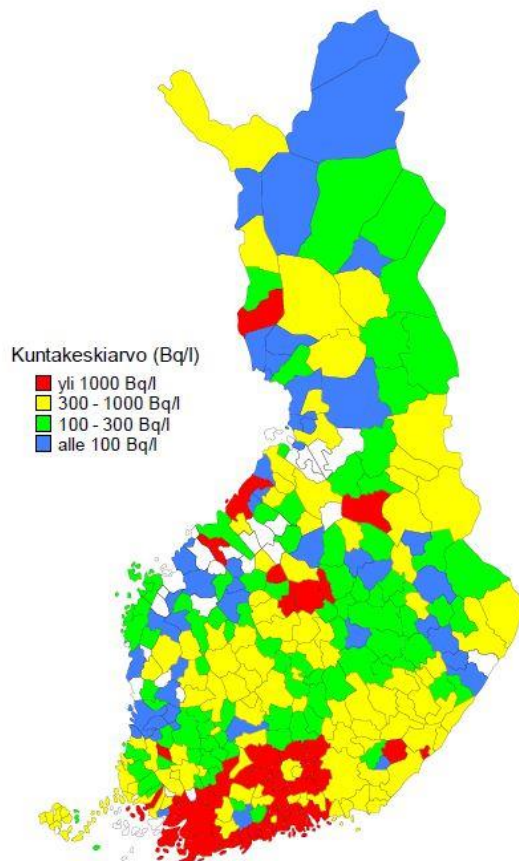 Kuntakeskiarvo (Bq/l)
yli 1000 Bq/l
300 - 1000 Bq/l
100 - 300 Bq/l
alle 100 Bq/l